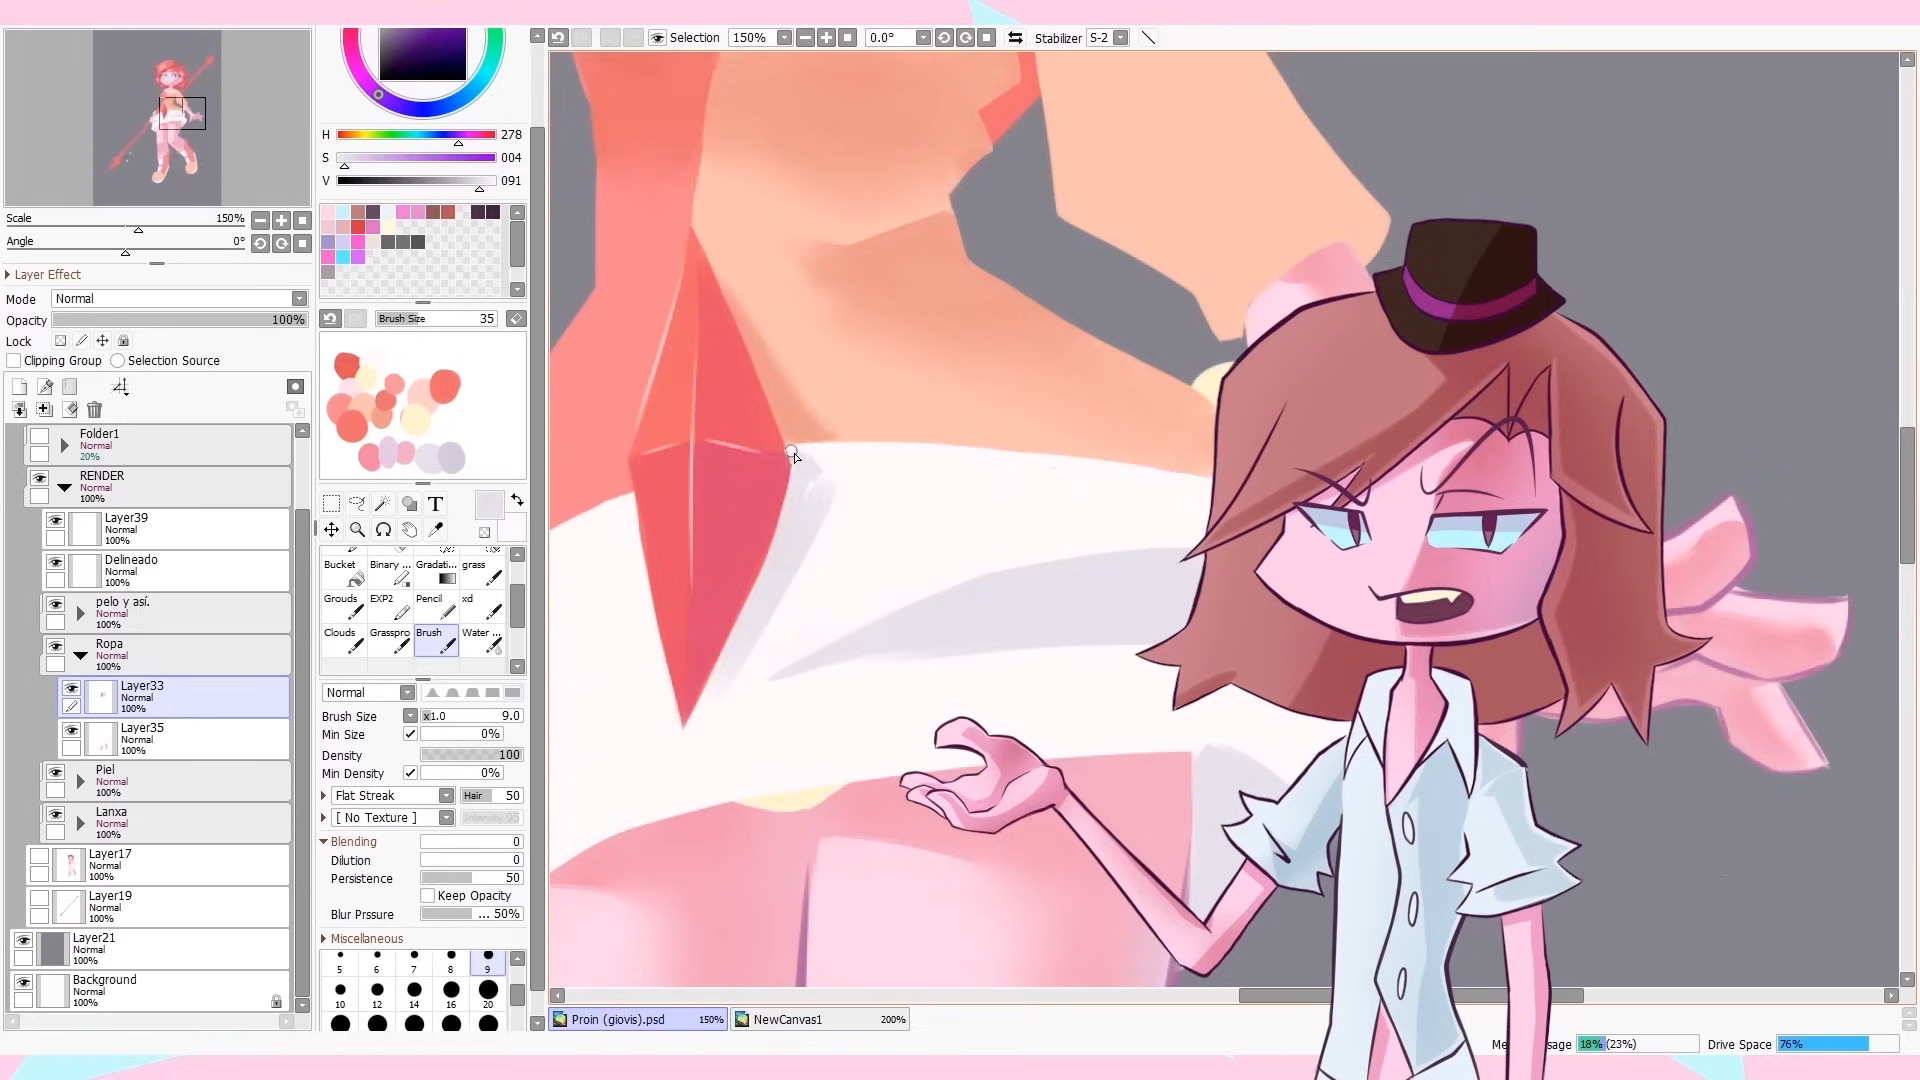 Selection 150% 0.0° Stabilizer S-2
H 278
S 004
V 091
Scale 150%
Angle 0°
Layer Effect
Mode Normal
Opacity 100%
Lock
Clipping Group Selection Source
Brush Size 35
Folder1
Normal
20%
RENDER
Normal
100%
Layer39
Normal
100%
Delineado
Normal
100%
pelo y así.
Normal
100%
Ropa
Normal
100%
Layer33
Normal
100%
Layer35
Normal
100%
Piel
Normal
100%
Lanxa
Normal
100%
Layer17
Normal
100%
Layer19
Normal
100%
Layer21
Normal
100%
Background
Normal
100%
T
Bucket Binary ... Gradati... grass
Grouds EXP2 Pencil xd
Clouds Grasspro Brush Water ...
Normal
Brush Size x1.0 9.0
Min Size 0%
Density 100
Min Density 0%
Flat Streak Hair 50
[ No Texture ] Intensity 95
Blending 0
Dilution 0
Persistence 50
Keep Opacity
Blur Prssure ... 50%
Miscellaneous
5 6 7 8 9
10 12 14 16 20
Proin (giovis).psd 150% NewCanvas1 200%
18% (23%) Drive Space 76%